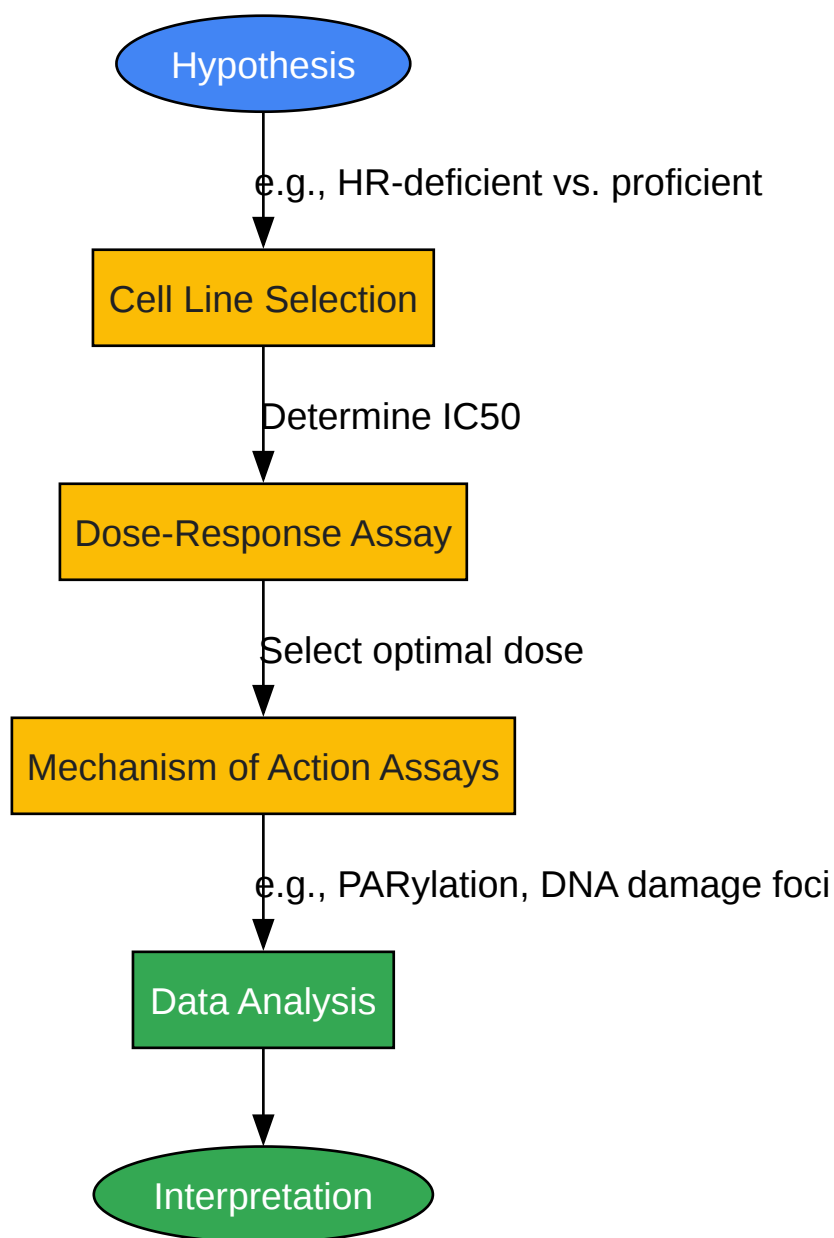 Hypothesis
e.g., HR-deficient vs. proficient
Cell Line Selection
Determine IC50
Dose-Response Assay
Select optimal dose
Mechanism of Action Assays
e.g., PARylation, DNA damage foci
Data Analysis
Interpretation